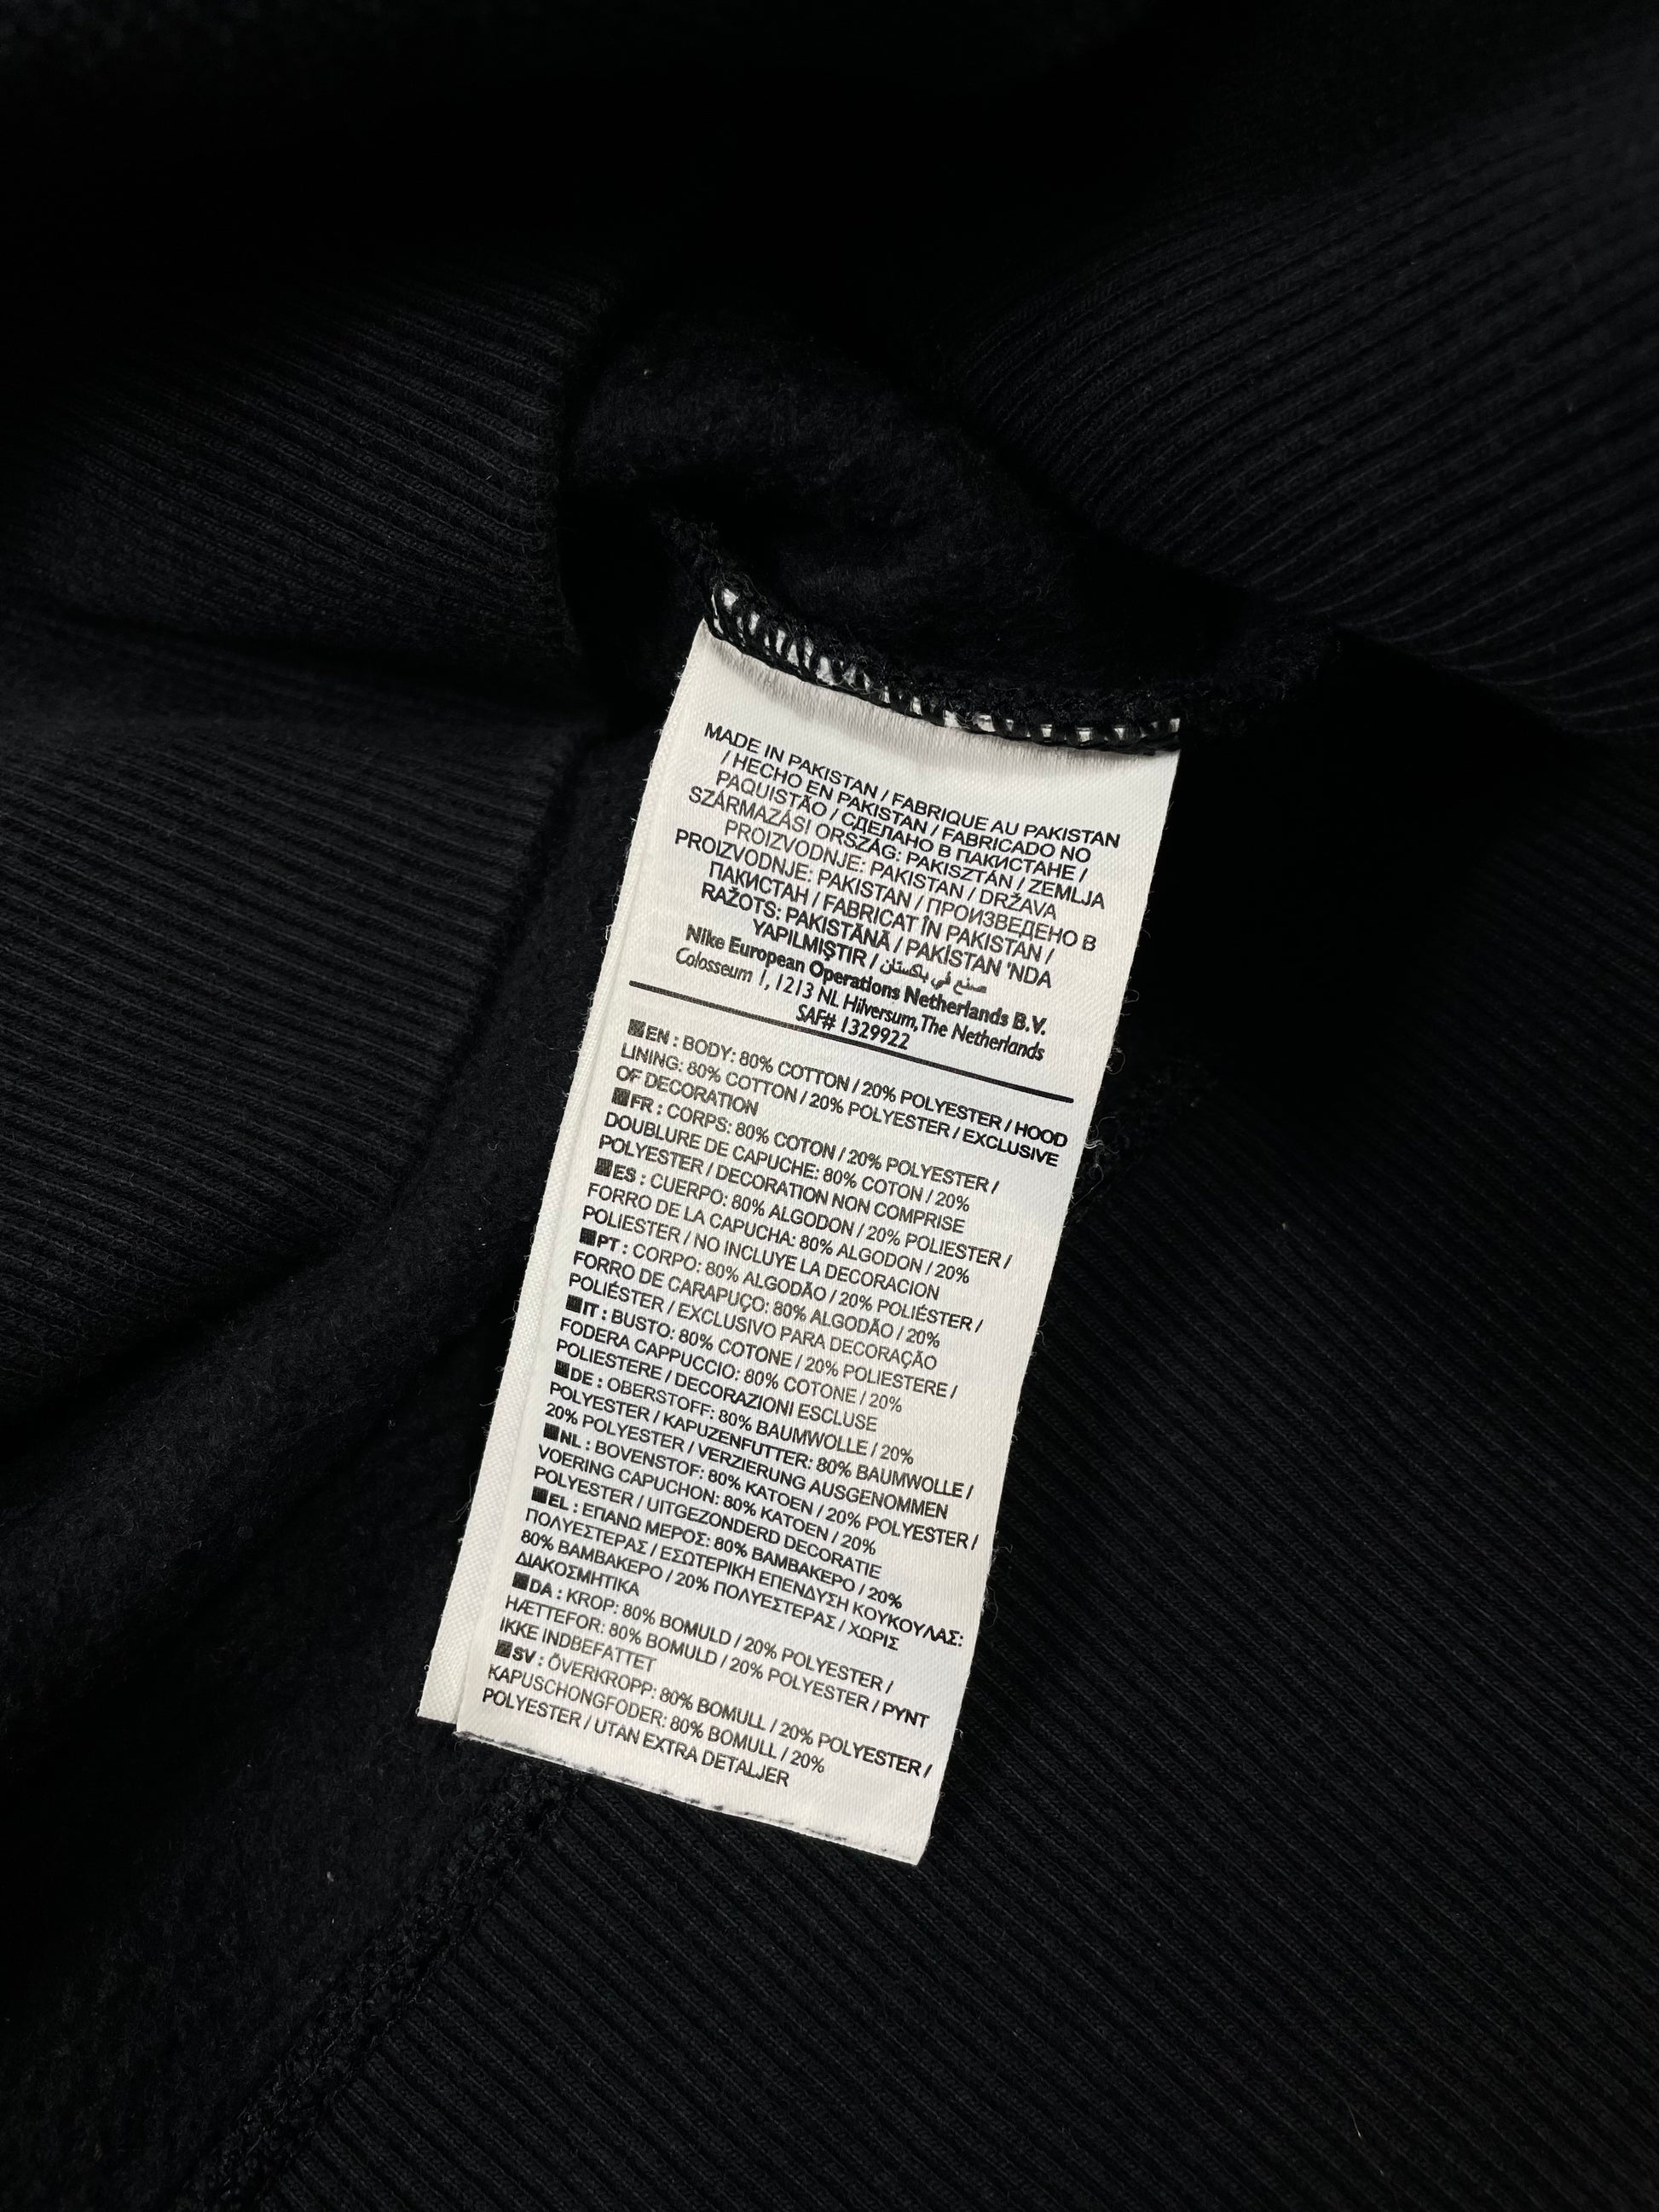 MADE IN PAKISTAN / FABRIQUE AU PAKISTAN
/ HECHO EN PAKISTAN / FABRICADO NO
PAQUISTÃO / СДЕЛАНО В ПАКИСТАНЕ /
SZÁRMAZÁSI ORSZÁG: PAKISZTÁN / ZEMLJA
PROIZVODNJE: PAKISTAN / DRŽAVA
PROIZVODNJE: PAKISTAN / ПРОИЗВЕДЕНО В
ПАКИСТАН / FABRICAT ÎN PAKISTAN /
RAŽOTS: PAKISTĀNĀ / PAKİSTAN 'NDA
YAPILMIŞTIR / صنع في باكستان
Nike European Operations Netherlands B.V.
Colosseum 1, 1213 NL Hilversum, The Netherlands
SAF# 1329922
EN : BODY: 80% COTTON / 20% POLYESTER / HOOD
LINING: 80% COTTON / 20% POLYESTER / EXCLUSIVE
OF DECORATION
FR : CORPS: 80% COTON / 20% POLYESTER /
DOUBLURE DE CAPUCHE: 80% COTON / 20%
POLYESTER / DECORATION NON COMPRISE
ES : CUERPO: 80% ALGODON / 20% POLIESTER /
FORRO DE LA CAPUCHA: 80% ALGODON / 20%
POLIESTER / NO INCLUYE LA DECORACION
PT : CORPO: 80% ALGODÃO / 20% POLIÉSTER /
FORRO DE CARAPUÇO: 80% ALGODÃO / 20%
POLIÉSTER / EXCLUSIVO PARA DECORAÇÃO
IT : BUSTO: 80% COTONE / 20% POLIESTERE /
FODERA CAPPUCCIO: 80% COTONE / 20%
POLIESTERE / DECORAZIONI ESCLUSE
DE : OBERSTOFF: 80% BAUMWOLLE / 20%
POLYESTER / KAPUZENFUTTER: 80% BAUMWOLLE /
20% POLYESTER / VERZIERUNG AUSGENOMMEN
NL : BOVENSTOF: 80% KATOEN / 20% POLYESTER /
VOERING CAPUCHON: 80% KATOEN / 20%
POLYESTER / UITGEZONDERD DECORATIE
EL : ΕΠΑΝΩ ΜΕΡΟΣ: 80% ΒΑΜΒΑΚΕΡΟ / 20%
ΠΟΛΥΕΣΤΕΡΑΣ / ΕΣΩΤΕΡΙΚΗ ΕΠΕΝΔΥΣΗ ΚΟΥΚΟΥΛΑΣ:
80% ΒΑΜΒΑΚΕΡΟ / 20% ΠΟΛΥΕΣΤΕΡΑΣ / ΧΩΡΙΣ
ΔΙΑΚΟΣΜΗΤΙΚΑ
DA : KROP: 80% BOMULD / 20% POLYESTER /
HÆTTEFOR: 80% BOMULD / 20% POLYESTER / PYNT
IKKE INDBEFATTET
SV : ÖVERKROPP: 80% BOMULL / 20% POLYESTER /
KAPUSCHONGFODER: 80% BOMULL / 20%
POLYESTER / UTAN EXTRA DETALJER